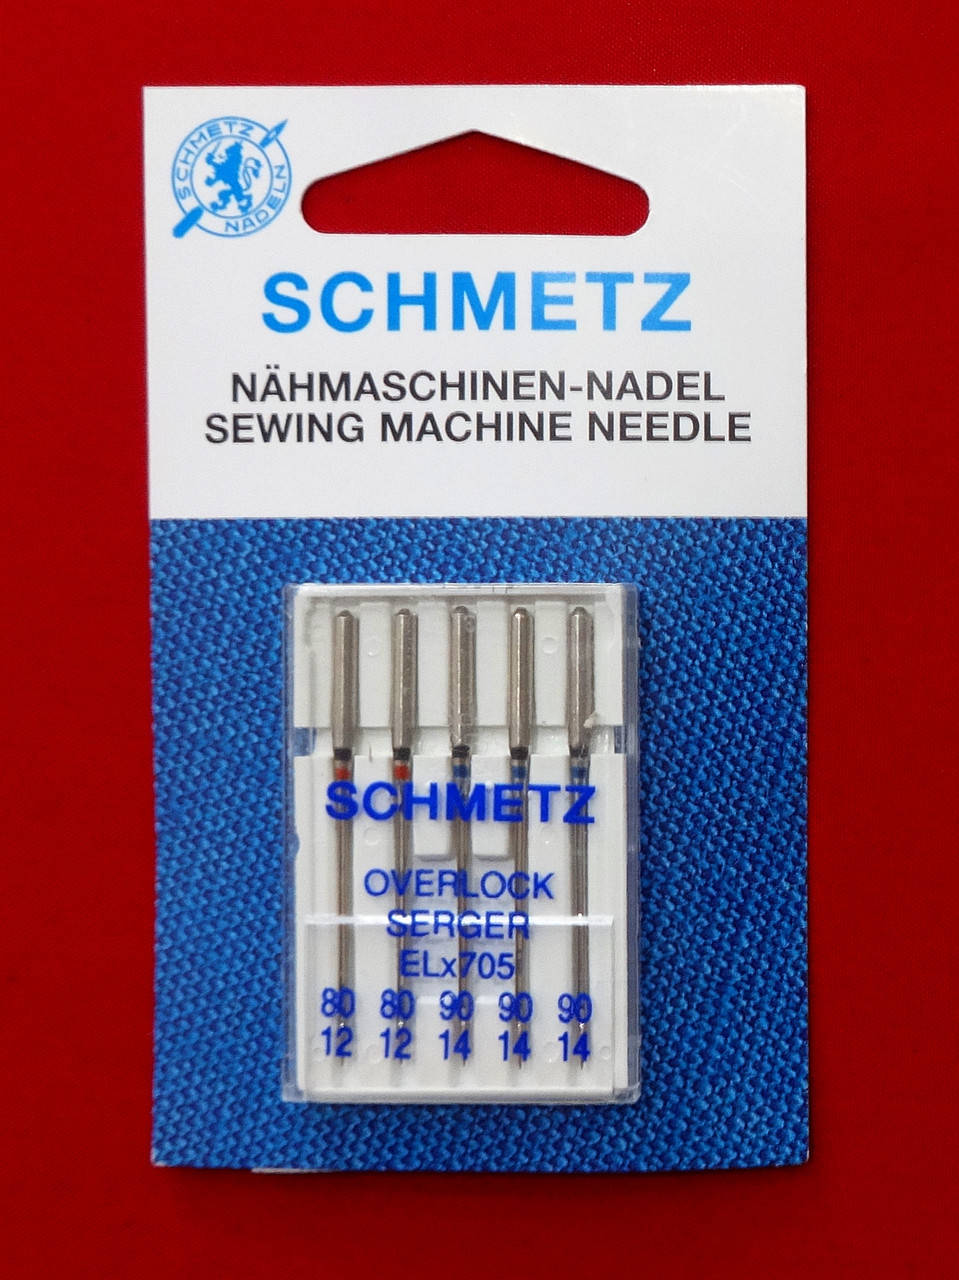 SCHMETZ
NADELN
SCHMETZ
NÄHMASCHINEN-NADEL
SEWING MACHINE NEEDLE
SCHMETZ
OVERLOCK
SERGER
ELx705
80 80 90 90 90
12 12 14 14 14